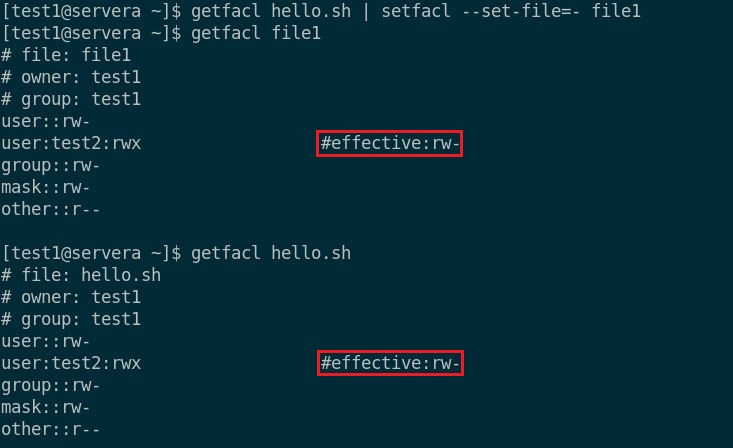 [test1@servera ~]$ getfacl hello.sh | setfacl --set-file=- file1
[test1@servera ~]$ getfacl file1
# file: file1
# owner: test1
# group: test1
user::rw-
user:test2:rwx                  #effective:rw-
group::rw-
mask::rw-
other::r--
[test1@servera ~]$ getfacl hello.sh
# file: hello.sh
# owner: test1
# group: test1
user::rw-
user:test2:rwx                  #effective:rw-
group::rw-
mask::rw-
other::r--